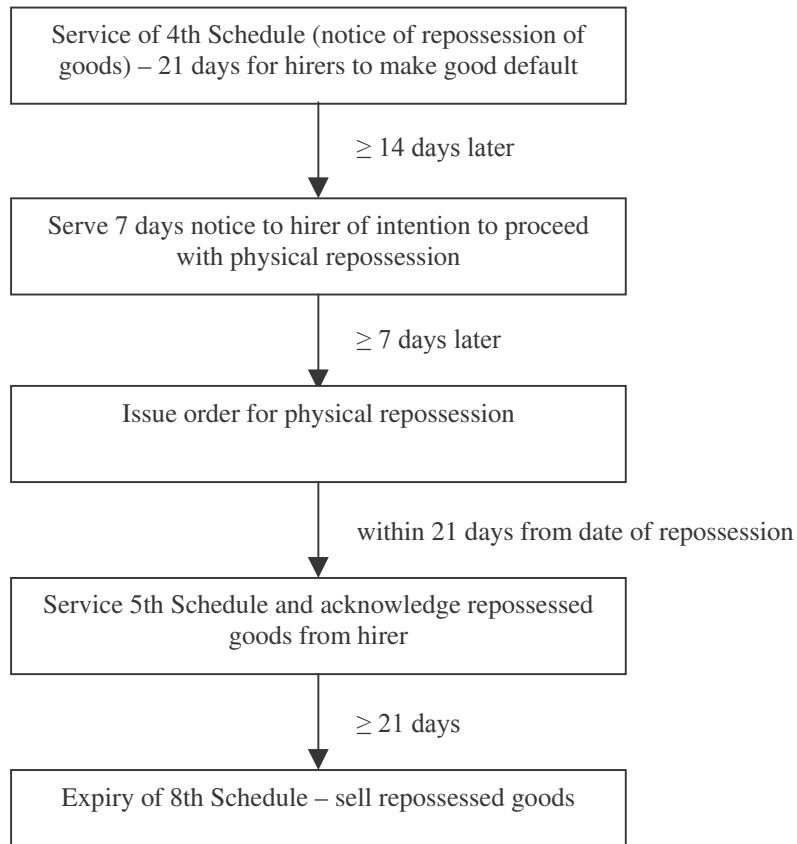 Service of 4th Schedule (notice of repossession of
goods) – 21 days for hirers to make good default
≥ 14 days later
Serve 7 days notice to hirer of intention to proceed
with physical repossession
≥ 7 days later
Issue order for physical repossession
within 21 days from date of repossession
Service 5th Schedule and acknowledge repossessed
goods from hirer
≥ 21 days
Expiry of 8th Schedule – sell repossessed goods